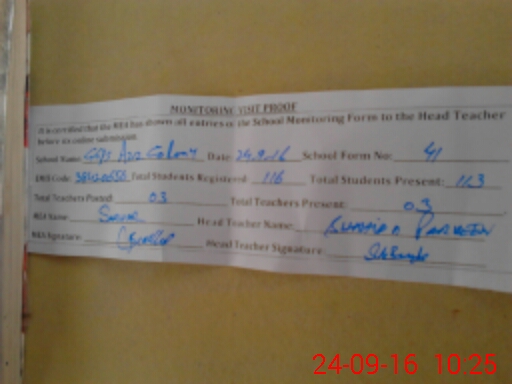 MONITORING VISIT PROOF
It is certified that the MEA has shown all entries on the School Monitoring Form to the Head Teacher
before its online submission.
School Name: GGPS Colony Date: 24.9.16 School Form No: 41
EMIS Code: Total Students Registered: 116 Total Students Present: 113
Total Teachers Posted: 03 Total Teachers Present: 03
MEA Name: Head Teacher Name: PARVEEN
MEA Signature: Head Teacher Signature:
24-09-16 10:25